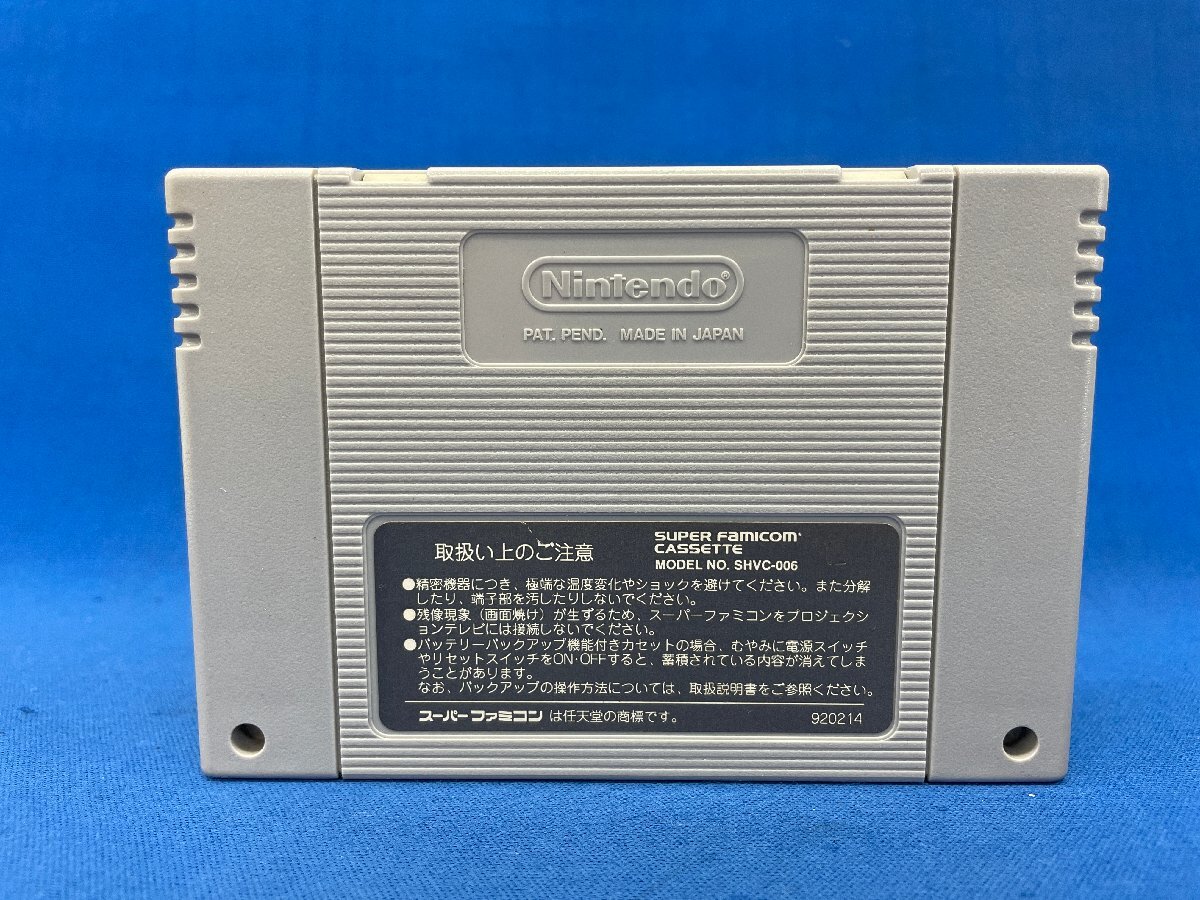 Nintendo®
PAT. PEND. MADE IN JAPAN
取扱い上のご注意
SUPER FAMICOM
CASSETTE
MODEL NO. SHVC-006
●精密機器につき、極端な温度変化やショックを避けてください。また分解
したり、端子部を汚したりしないでください。
●残像現象（画面焼け）が生ずるため、スーパーファミコンをプロジェクシ
ョンテレビには接続しないでください。
●バッテリーバックアップ機能付きカセットの場合、むやみに電源スイッチ
やリセットスイッチをON・OFFすると、蓄積されている内容が消えてしま
うことがあります。
なお、バックアップの操作方法については、取扱説明書をご参照ください。
スーパーファミコン は任天堂の商標です。
920214